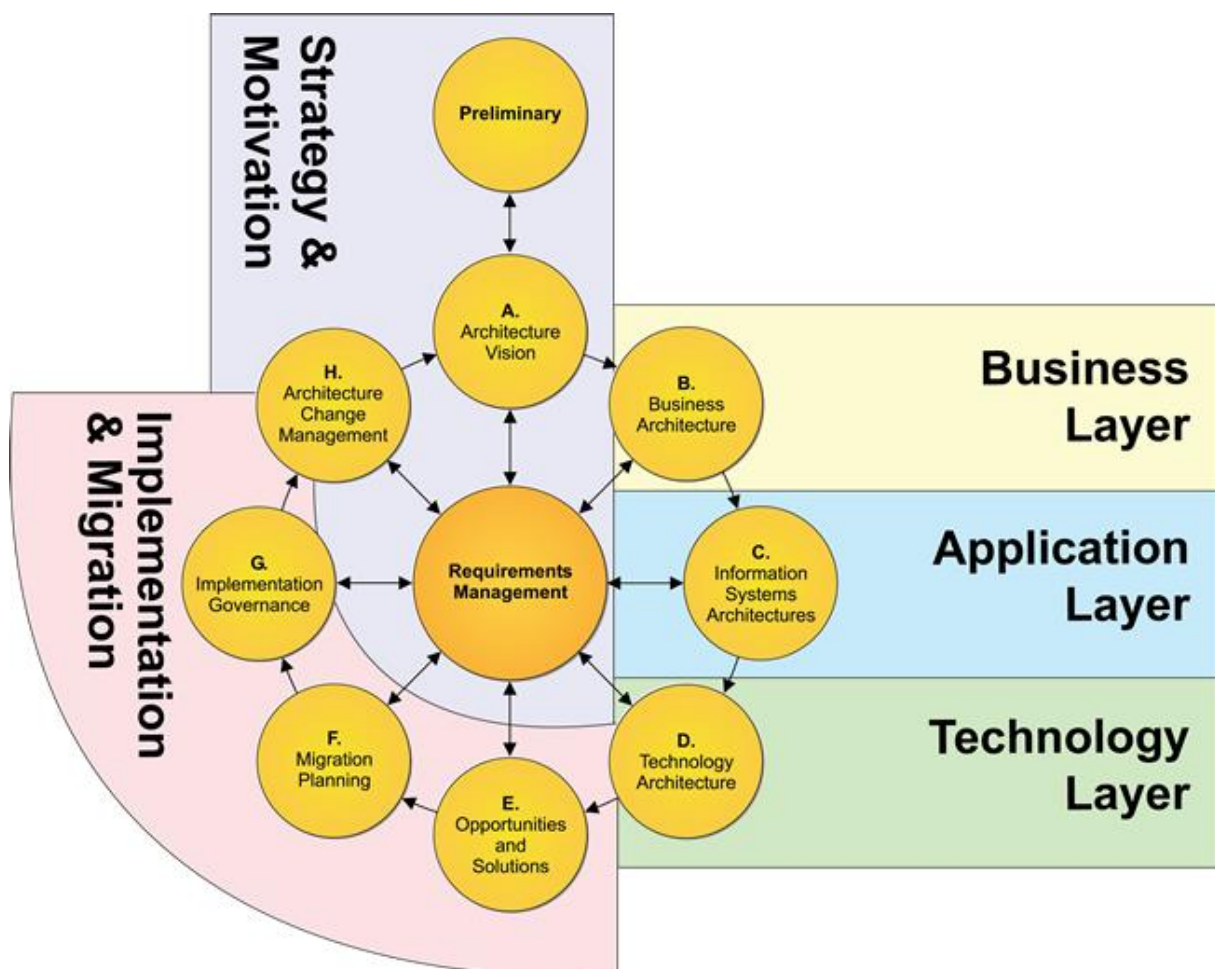 Strategy &
Motivation
Preliminary
A.
Architecture
Vision
H.
Architecture
Change
Management
B.
Business
Architecture
Business
Layer
Implementation
& Migration
G.
Implementation
Governance
Requirements
Management
C.
Information
Systems
Architectures
Application
Layer
F.
Migration
Planning
E.
Opportunities
and
Solutions
D.
Technology
Architecture
Technology
Layer